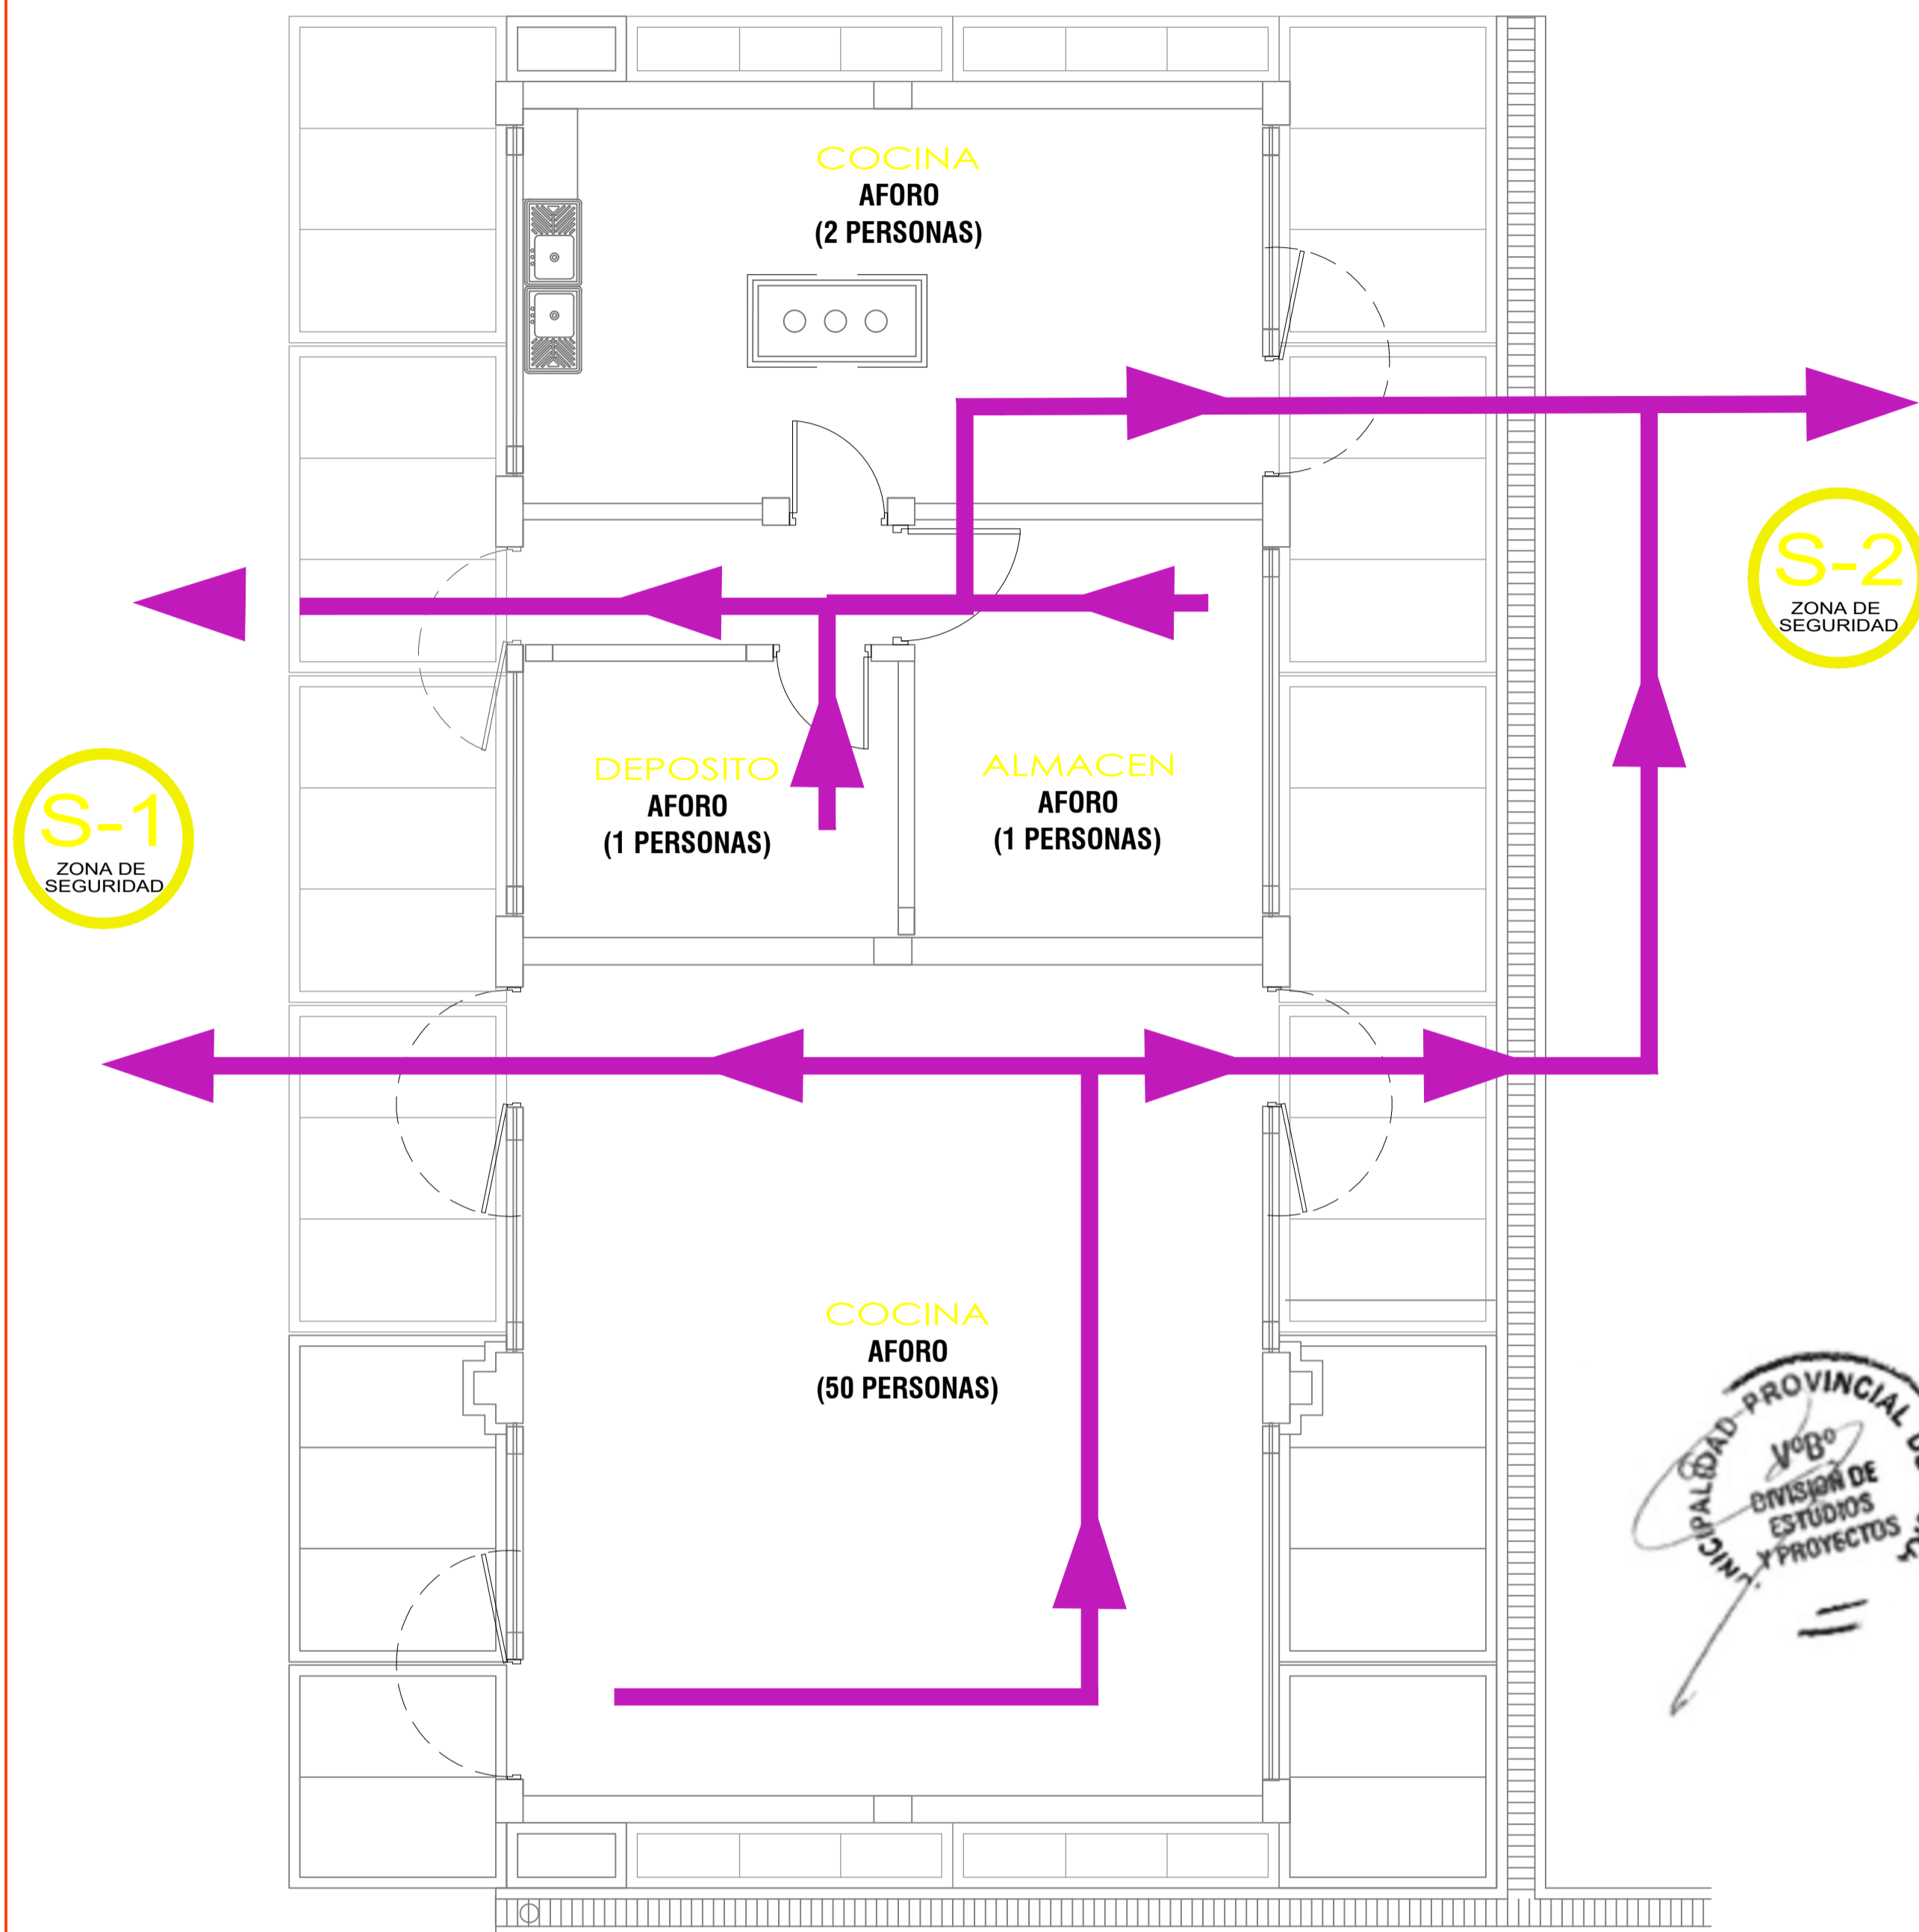 COCINA
AFORO
(2 PERSONAS)
S-2
ZONA DE
SEGURIDAD
DEPOSITO
AFORO
(1 PERSONAS)
ALMACEN
AFORO
(1 PERSONAS)
S-1
ZONA DE
SEGURIDAD
COCINA
AFORO
(50 PERSONAS)
PROVINCIAL
VºBº
DIVISION DE
ESTUDIOS
Y PROYECTOS